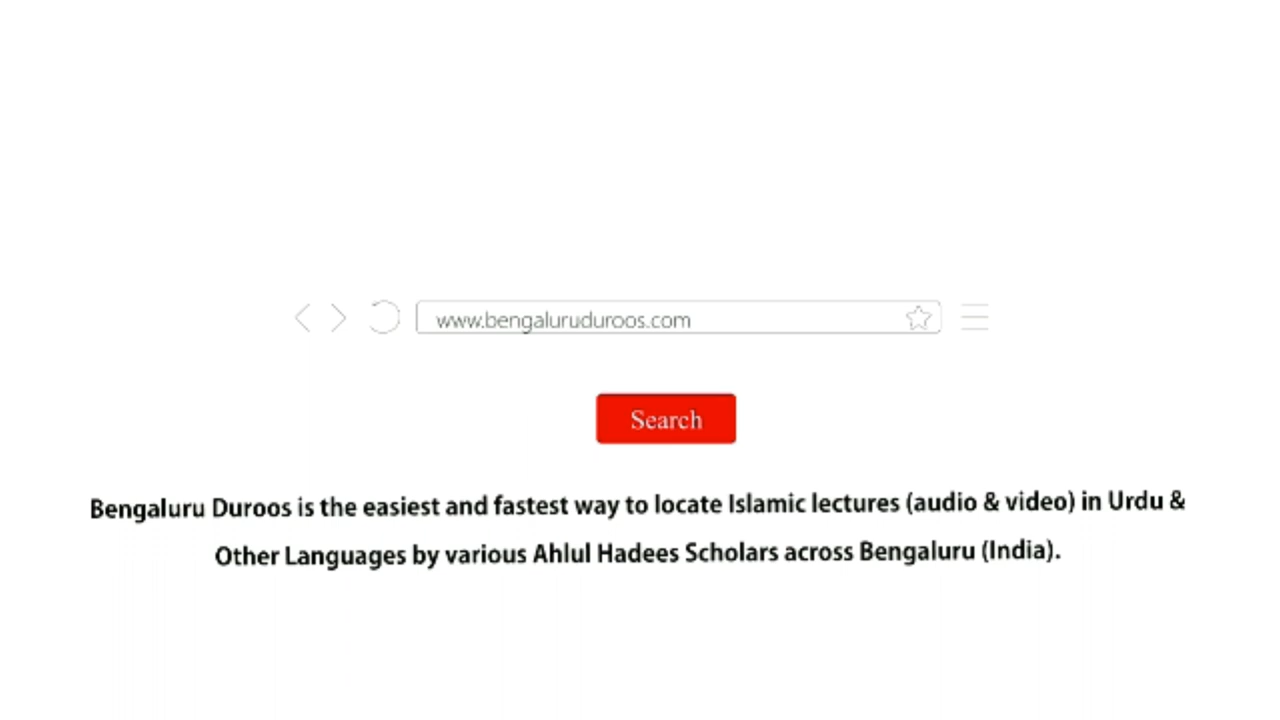 www.bengaluruduroos.com
Search
Bengaluru Duroos is the easiest and fastest way to locate Islamic lectures (audio & video) in Urdu &
Other Languages by various Ahlul Hadees Scholars across Bengaluru (India).